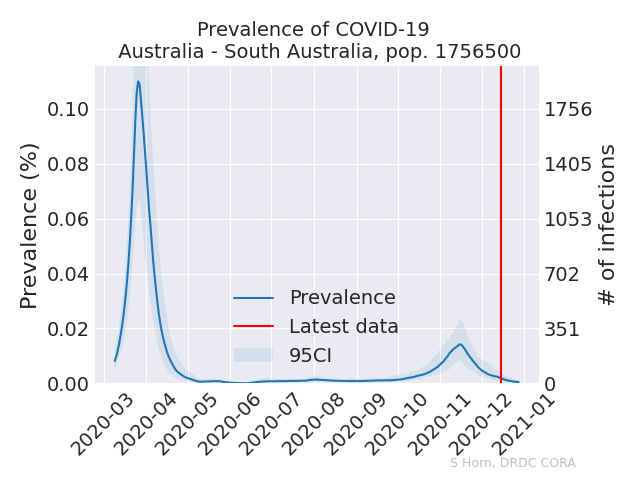 Prevalence of COVID-19
Australia - South Australia, pop. 1756500
Prevalence (%)
0.10
0.08
0.06
0.04
0.02
0.00
1756
1405
1053
702
351
0
# of infections
Prevalence
Latest data
95CI
2020-03
2020-04
2020-05
2020-06
2020-07
2020-08
2020-09
2020-10
2020-11
2020-12
2021-01
S Horn, DRDC CORA